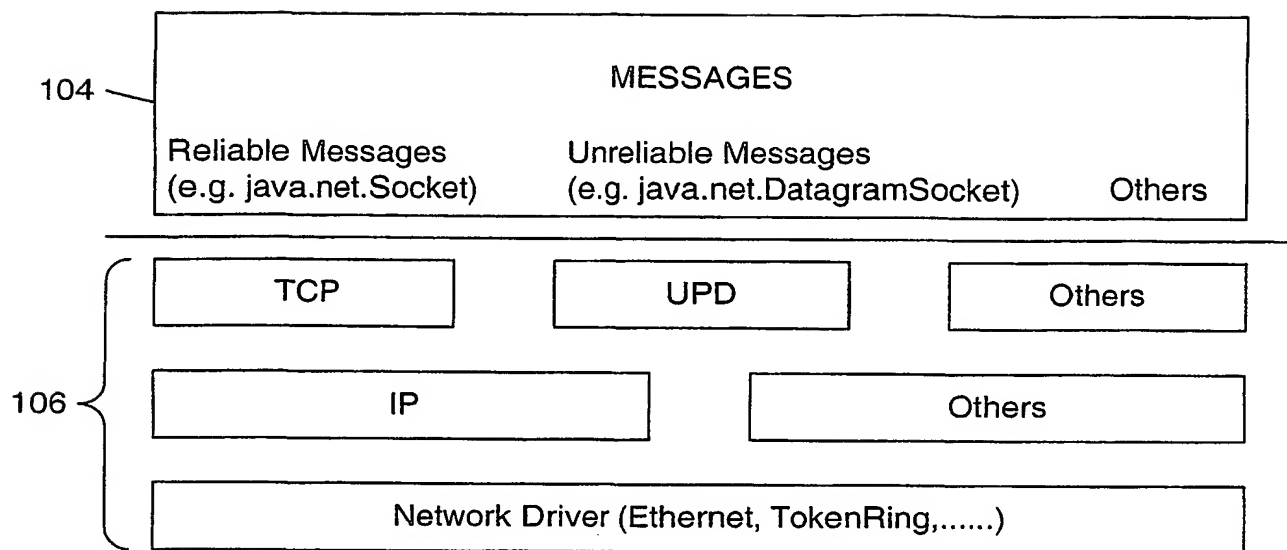 104
MESSAGES
Reliable Messages
(e.g. java.net.Socket)
Unreliable Messages
(e.g. java.net.DatagramSocket)
Others
106
TCP
UPD
Others
IP
Others
Network Driver (Ethernet, TokenRing,......)